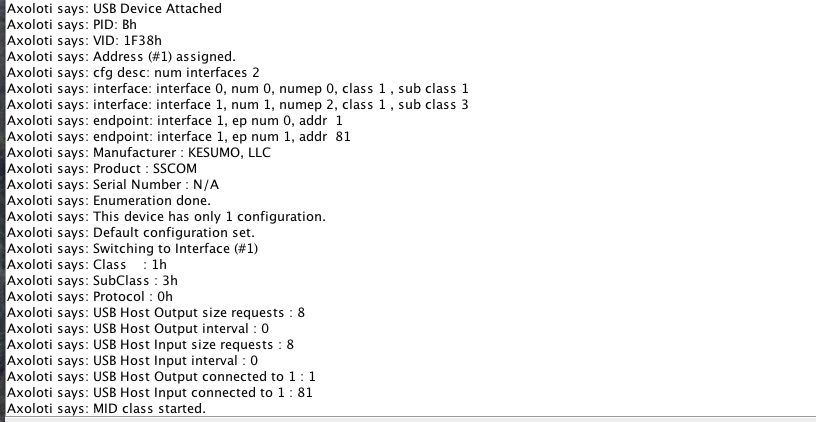 Axoloti says: USB Device Attached
Axoloti says: PID: Bh
Axoloti says: VID: 1F38h
Axoloti says: Address (#1) assigned.
Axoloti says: cfg desc: num interfaces 2
Axoloti says: interface: interface 0, num 0, numep 0, class 1 , sub class 1
Axoloti says: interface: interface 1, num 1, numep 2, class 1 , sub class 3
Axoloti says: endpoint: interface 1, ep num 0, addr  1
Axoloti says: endpoint: interface 1, ep num 1, addr  81
Axoloti says: Manufacturer : KESUMO, LLC
Axoloti says: Product : SSCOM
Axoloti says: Serial Number : N/A
Axoloti says: Enumeration done.
Axoloti says: This device has only 1 configuration.
Axoloti says: Default configuration set.
Axoloti says: Switching to Interface (#1)
Axoloti says: Class    : 1h
Axoloti says: SubClass : 3h
Axoloti says: Protocol : 0h
Axoloti says: USB Host Output size requests : 8
Axoloti says: USB Host Output interval : 0
Axoloti says: USB Host Input size requests : 8
Axoloti says: USB Host Input interval : 0
Axoloti says: USB Host Output connected to 1 : 1
Axoloti says: USB Host Input connected to 1 : 81
Axoloti says: MID class started.